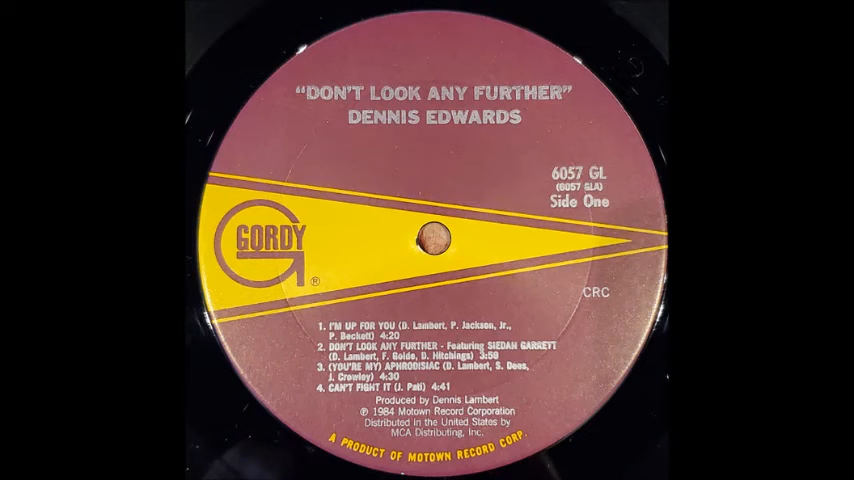 "DON'T LOOK ANY FURTHER"
DENNIS EDWARDS
6057 GL
(6057 GLA)
Side One
GORDY
®
CRC
1. I'M UP FOR YOU (D. Lambert, P. Jackson, Jr.,
P. Beckett) 4:20
2. DON'T LOOK ANY FURTHER - Featuring SIEDAH GARRETT
(D. Lambert, F. Golde, D. Hitchings) 3:59
3. (YOU'RE MY) APHRODISIAC (D. Lambert, S. Dees,
J. Crowley) 4:30
4. CAN'T FIGHT IT (J. Pati) 4:41
Produced by Dennis Lambert
℗ 1984 Motown Record Corporation
Distributed in the United States by
MCA Distributing, Inc.
A PRODUCT OF MOTOWN RECORD CORP.